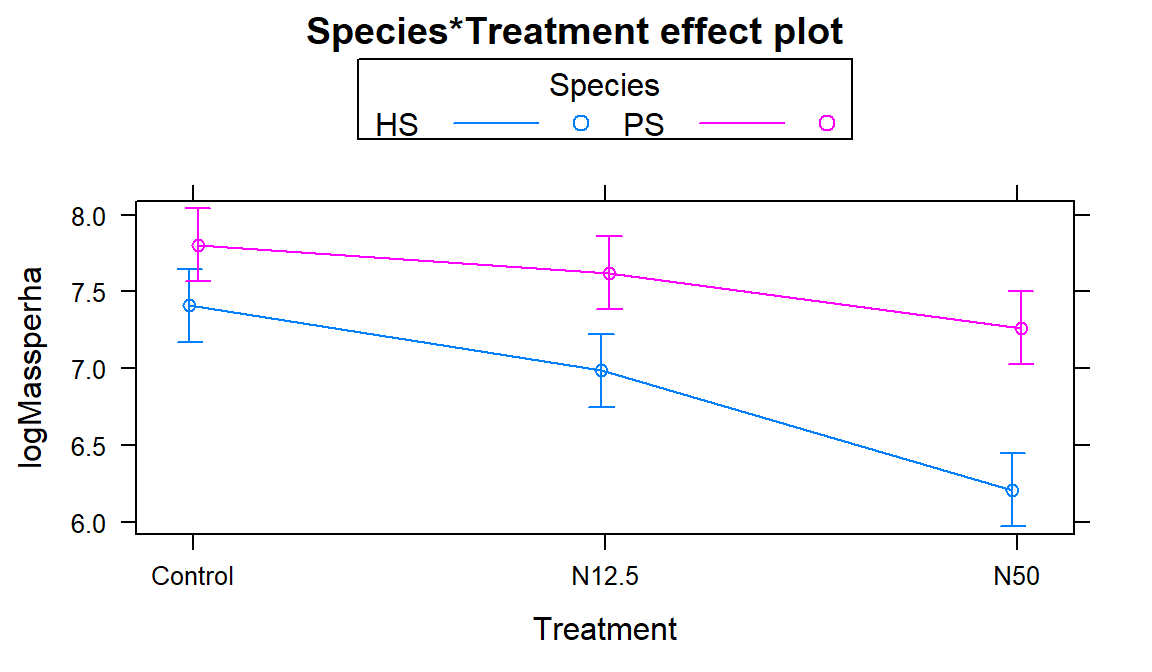 Species*Treatment effect plot
Species
HS PS
8.0
7.5
7.0
6.5
6.0
logMassperha
Control N12.5 N50
Treatment